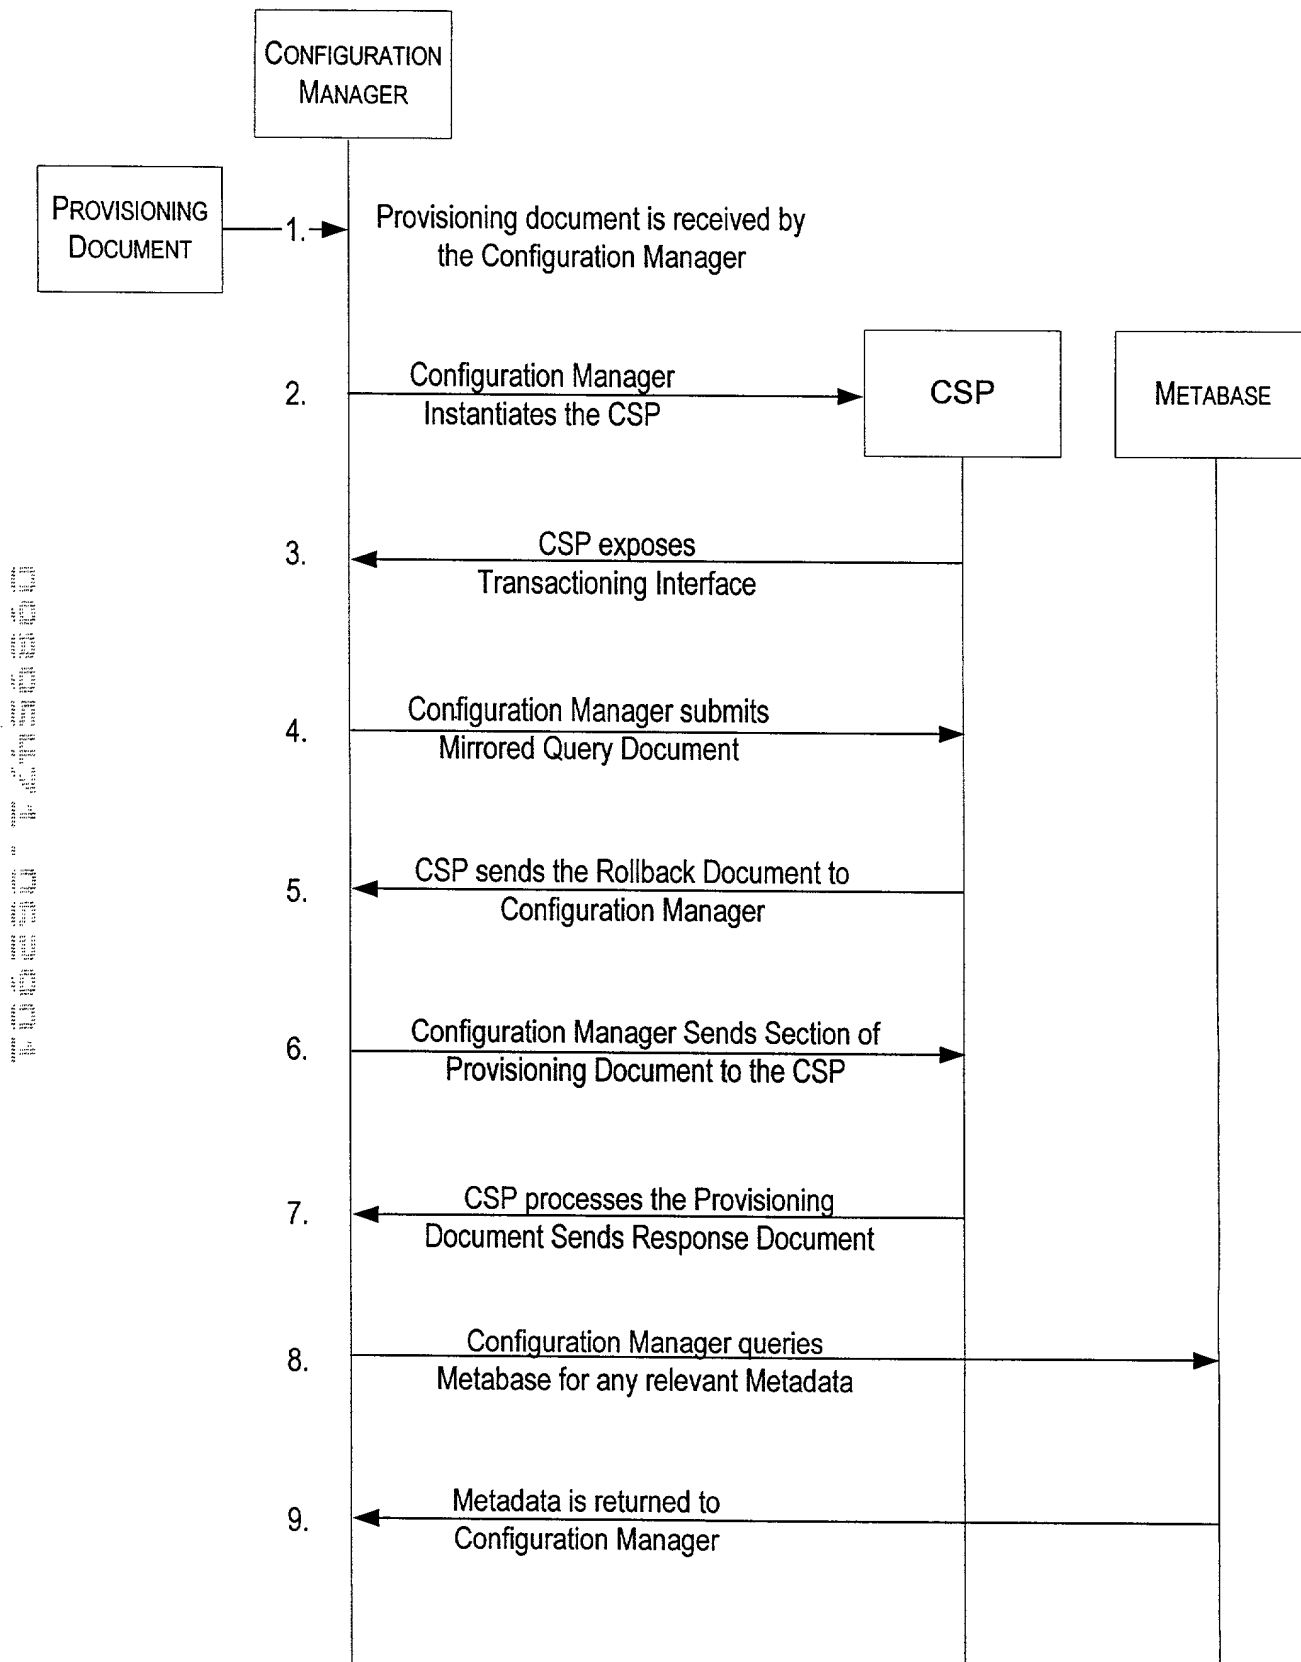 CONFIGURATION
MANAGER
PROVISIONING
DOCUMENT
1.
Provisioning document is received by
the Configuration Manager
2.
Configuration Manager
Instantiates the CSP
CSP
METABASE
3.
CSP exposes
Transactioning Interface
4.
Configuration Manager submits
Mirrored Query Document
5.
CSP sends the Rollback Document to
Configuration Manager
6.
Configuration Manager Sends Section of
Provisioning Document to the CSP
7.
CSP processes the Provisioning
Document Sends Response Document
8.
Configuration Manager queries
Metabase for any relevant Metadata
9.
Metadata is returned to
Configuration Manager